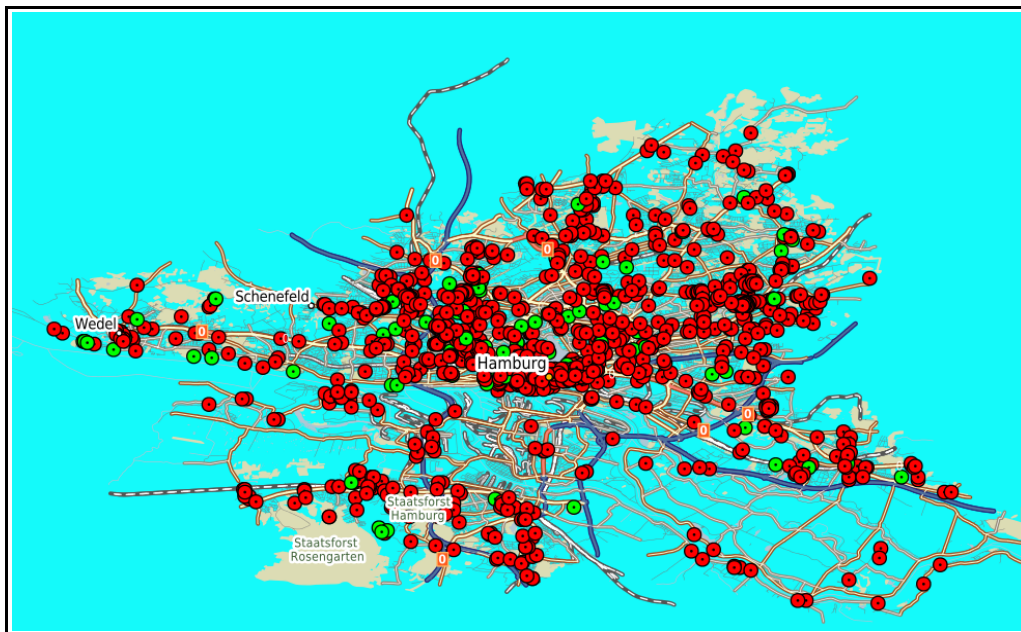 0
0
Schenefeld
Wedel
0
Hamburg
0
0
Staatsforst
Hamburg
Staatsforst
Rosengarten
0